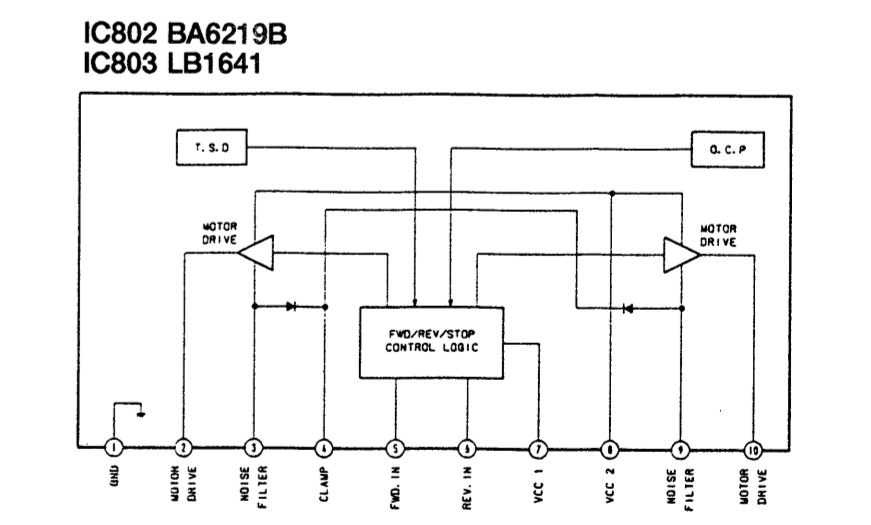 IC802 BA6219B
IC803 LB1641
T.S.D
O.C.P
MOTOR
DRIVE
MOTOR
DRIVE
FWD/REV/STOP
CONTROL LOGIC
1
2
3
4
5
6
7
8
9
10
GND
MOTOR
DRIVE
NOISE
FILTER
CLAMP
FWD. IN
REV. IN
VCC 1
VCC 2
NOISE
FILTER
MOTOR
DRIVE